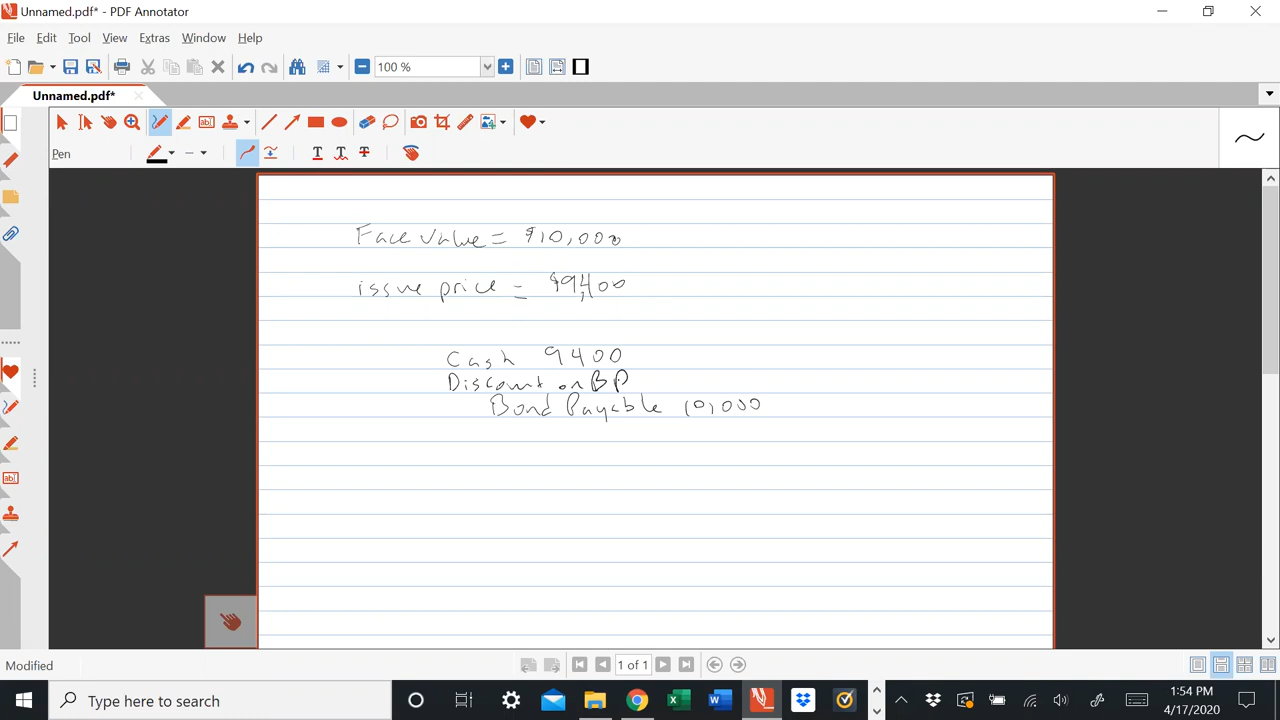 Unnamed.pdf* - PDF Annotator
File Edit Tool View Extras Window Help
100 %
Unnamed.pdf*
Pen
Face value = $10,000
issue price = $9,400
Cash 9400
Discount on BP
Bond Payable 10,000
1 of 1
Modified
Type here to search
1:54 PM
4/17/2020